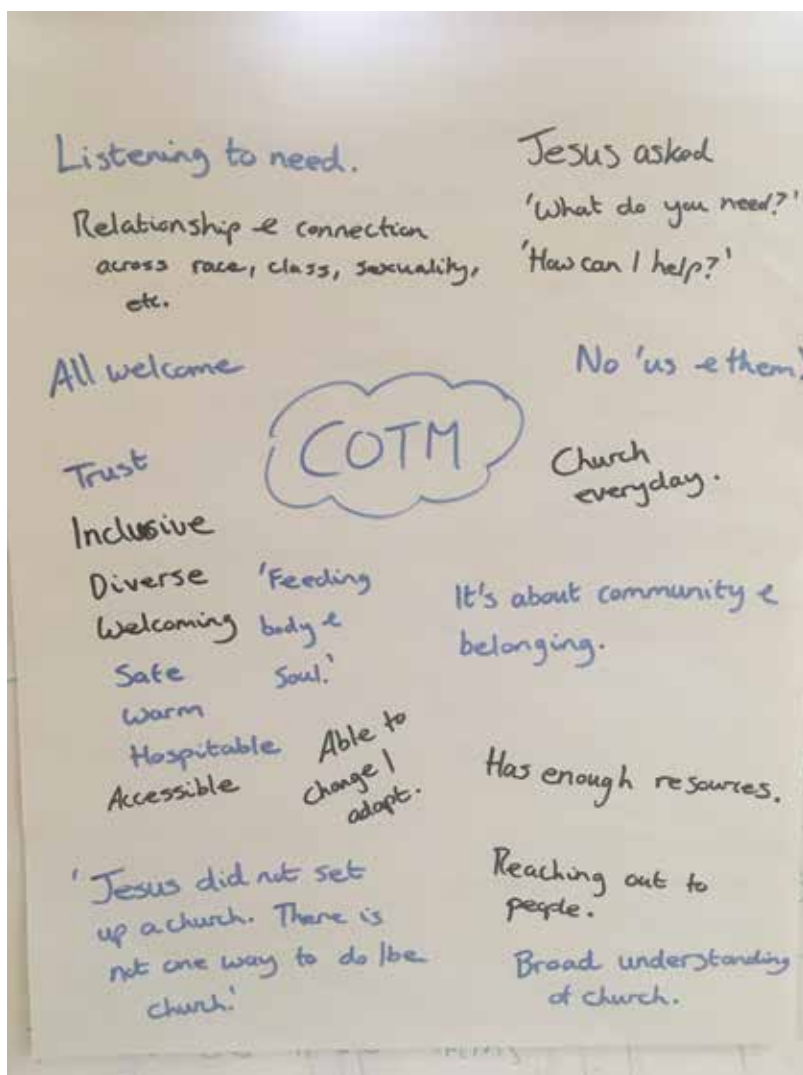 Listening to need.
Jesus asked
'What do you need?'
'How can I help?'
Relationship & connection
across race, class, sexuality,
etc.
All welcome
No 'us & them'
COTM
Trust
Church
everyday.
Inclusive
Diverse
Welcoming
Safe
Warm
Hospitable
Accessible
'Feeding
body &
Soul.'
It's about community &
belonging.
Able to
change /
adapt.
Has enough resources.
'Jesus did not set
up a church. There is
not one way to do /be
church.'
Reaching out to
people.
Broad understanding
of church.